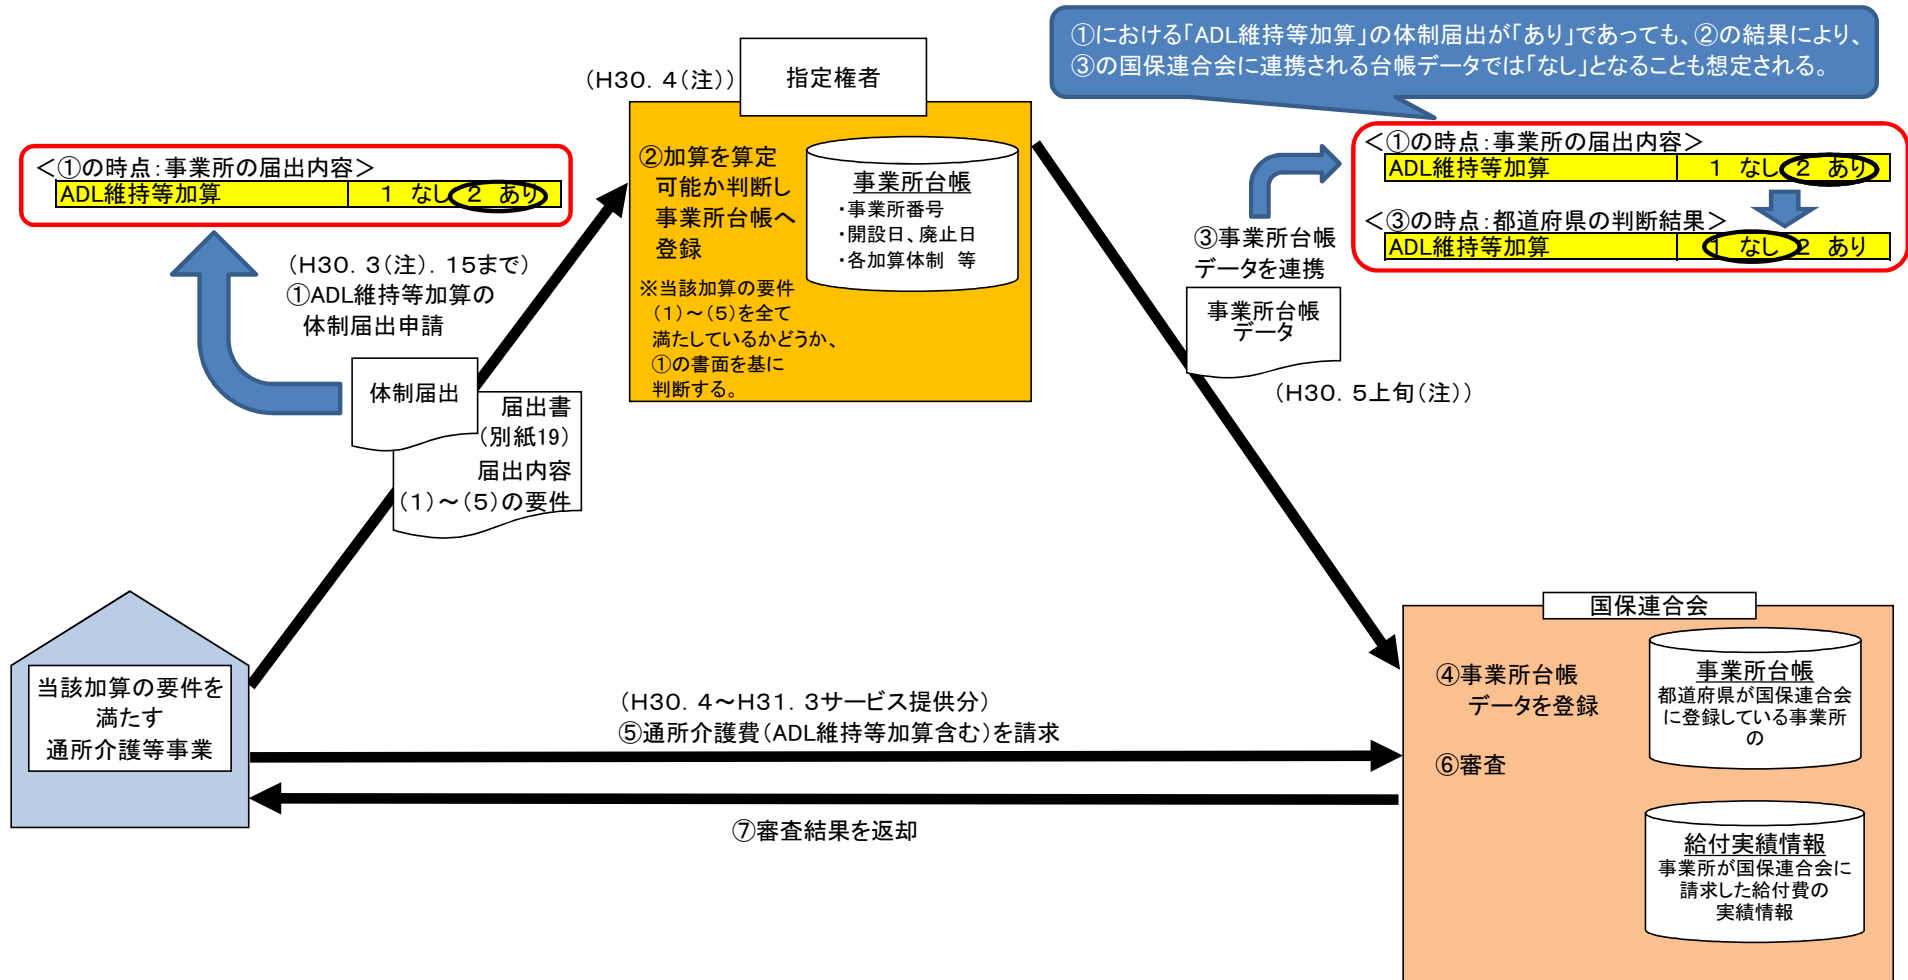 ①における「ADL維持等加算」の体制届出が「あり」であっても、②の結果により、
③の国保連合会に連携される台帳データでは「なし」となることも想定される。
(H30. 4(注))
指定権者
②加算を算定
可能か判断し
事業所台帳へ
登録
※当該加算の要件
(1)～(5)を全て
満たしているかどうか、
①の書面を基に
判断する。
事業所台帳
・事業所番号
・開設日、廃止日
・各加算体制 等
＜①の時点:事業所の届出内容＞
ADL維持等加算 1 なし 2 あり
(H30. 3(注). 15まで)
①ADL維持等加算の
体制届出申請
体制届出
届出書
(別紙19)
届出内容
(1)～(5)の要件
③事業所台帳
データを連携
事業所台帳
データ
(H30. 5上旬(注))
＜①の時点:事業所の届出内容＞
ADL維持等加算 1 なし 2 あり
＜③の時点:都道府県の判断結果＞
ADL維持等加算 1 なし 2 あり
当該加算の要件を
満たす
通所介護等事業
(H30. 4～H31. 3サービス提供分)
⑤通所介護費(ADL維持等加算含む)を請求
⑦審査結果を返却
国保連合会
④事業所台帳
データを登録
⑥審査
事業所台帳
都道府県が国保連合会
に登録している事業所
の
給付実績情報
事業所が国保連合会に
請求した給付費の
実績情報